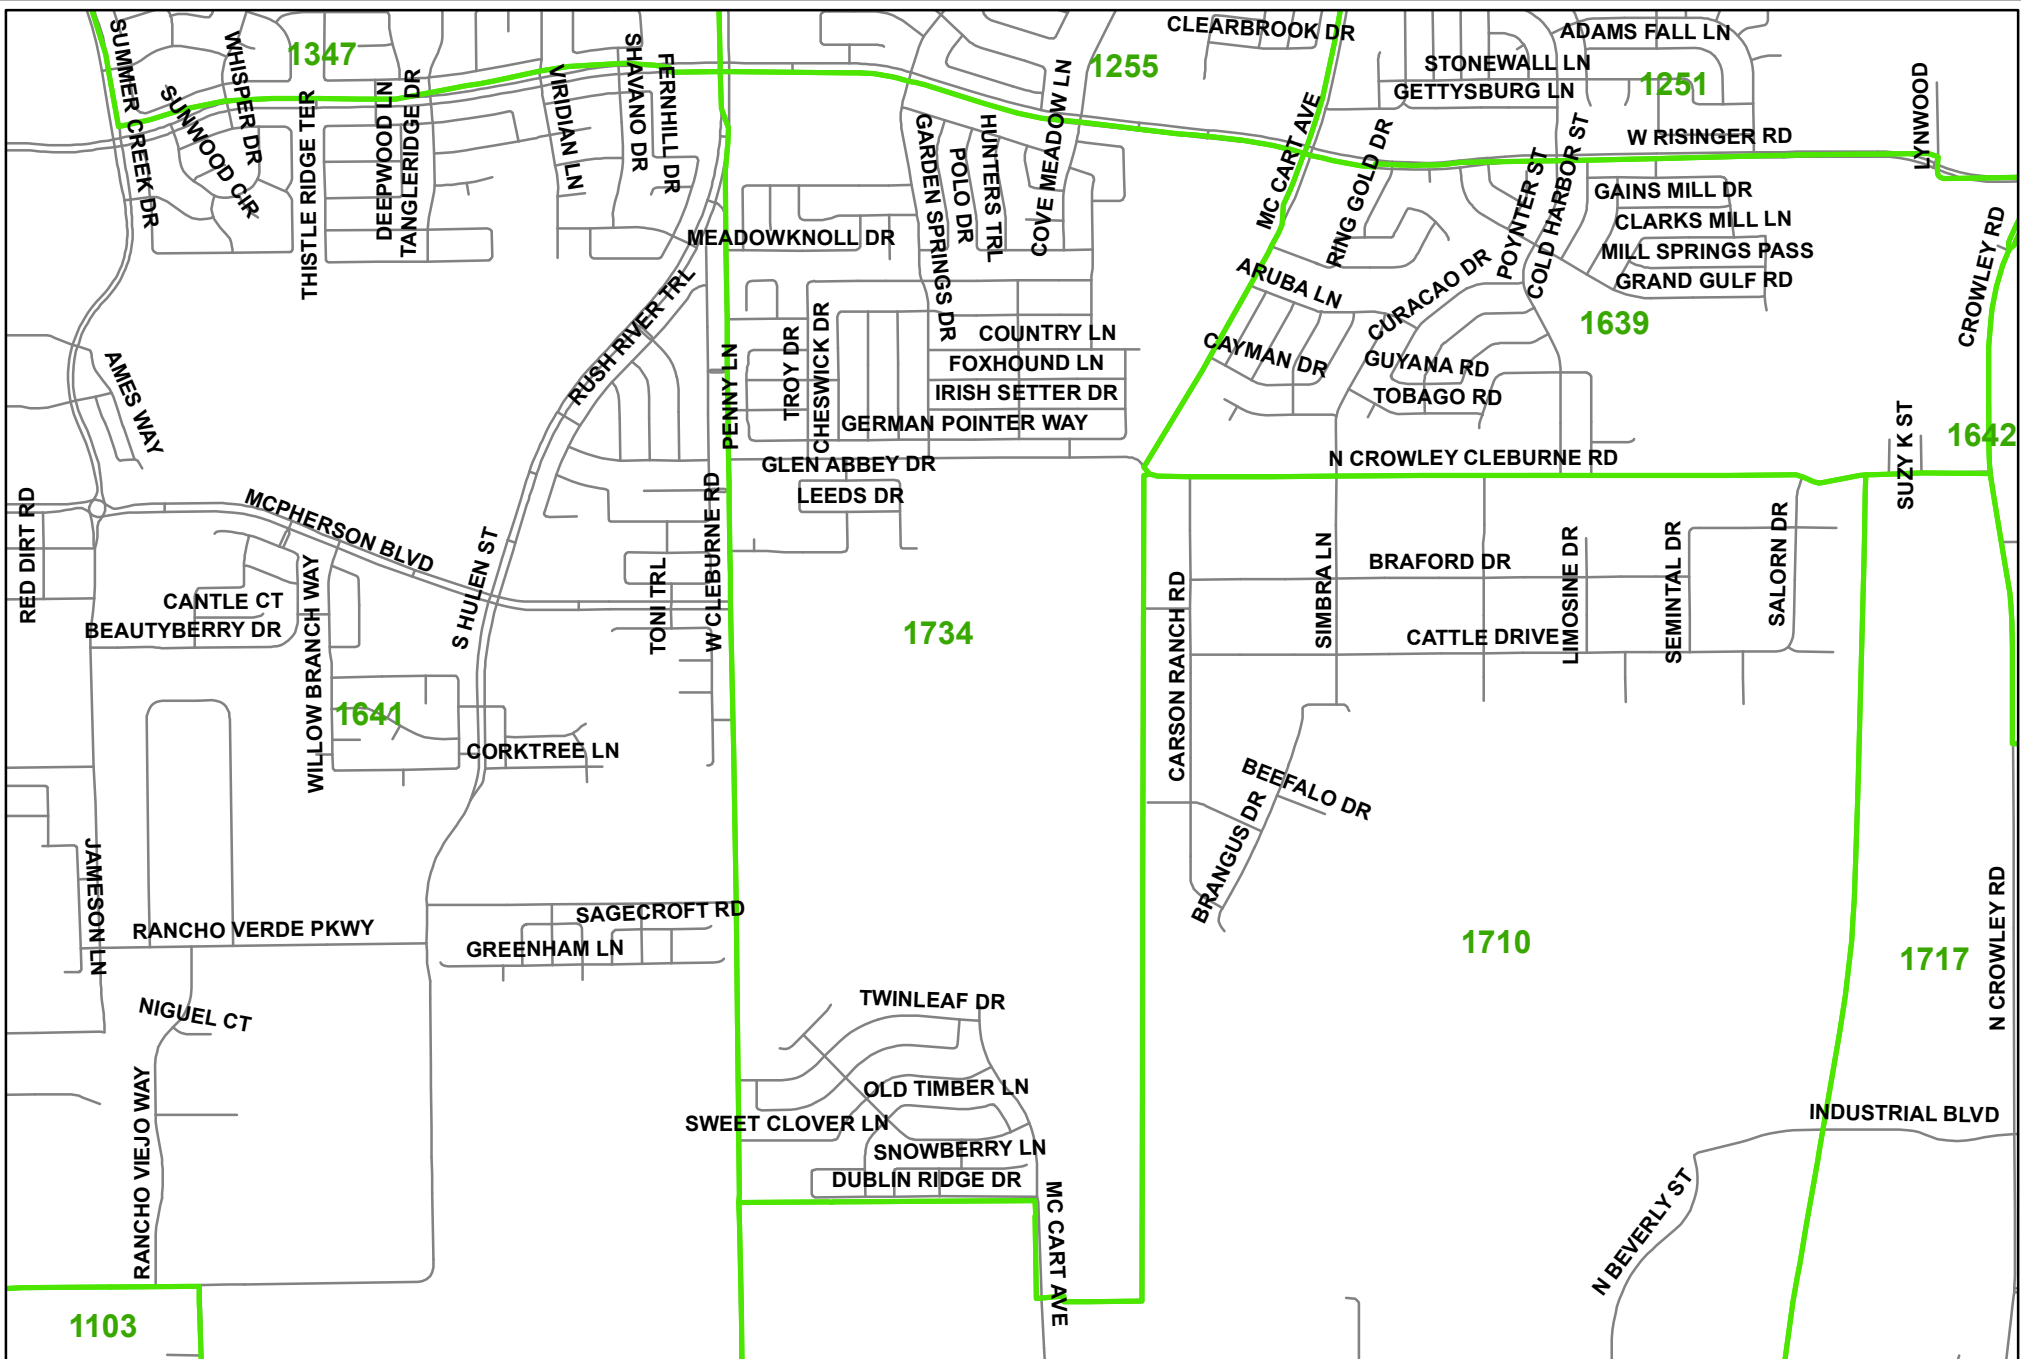 SUMMER CREEK DR
WHISPER DR
1347
SUNWOOD CIR
THISTLE RIDGE TER
DEEPWOOD LN
TANGLERIDGE DR
VIRIDIAN LN
SHAVANO DR
FERNHILL DR
CLEARBROOK DR
1255
ADAMS FALL LN
STONEWALL LN
1251
GETTYSBURG LN
LYNWOOD
W RISINGER RD
MC CART AVE
RING GOLD DR
GARDEN SPRINGS DR
POLO DR
HUNTERS TRL
COVE MEADOW LN
POYNTER ST
COLD HARBOR ST
GAINS MILL DR
CLARKS MILL LN
MILL SPRINGS PASS
GRAND GULF RD
CROWLEY RD
MEADOWKNOLL DR
ARUBA LN
CURACAO DR
1639
RUSH RIVER TRL
PENNY LN
TROY DR
CHESWICK DR
COUNTRY LN
FOXHOUND LN
IRISH SETTER DR
GERMAN POINTER WAY
CAYMAN DR
GUYANA RD
TOBAGO RD
AMES WAY
SUZY K ST
1642
GLEN ABBEY DR
N CROWLEY CLEBURNE RD
LEEDS DR
RED DIRT RD
MCPHERSON BLVD
S HULEN ST
W CLEBURNE RD
TONI TRL
WILLOW BRANCH WAY
CANTLE CT
BEAUTYBERRY DR
1734
CARSON RANCH RD
SIMBRA LN
BRAFORD DR
LIMOSINE DR
SEMINTAL DR
SALORN DR
CATTLE DRIVE
1641
CORKTREE LN
BEEFALO DR
BRANGUS DR
JAMESON LN
RANCHO VERDE PKWY
SAGECROFT RD
GREENHAM LN
1710
1717
N CROWLEY RD
NIGUEL CT
TWINLEAF DR
OLD TIMBER LN
SWEET CLOVER LN
SNOWBERRY LN
DUBLIN RIDGE DR
RANCHO VIEJO WAY
MC CART AVE
INDUSTRIAL BLVD
N BEVERLY ST
1103